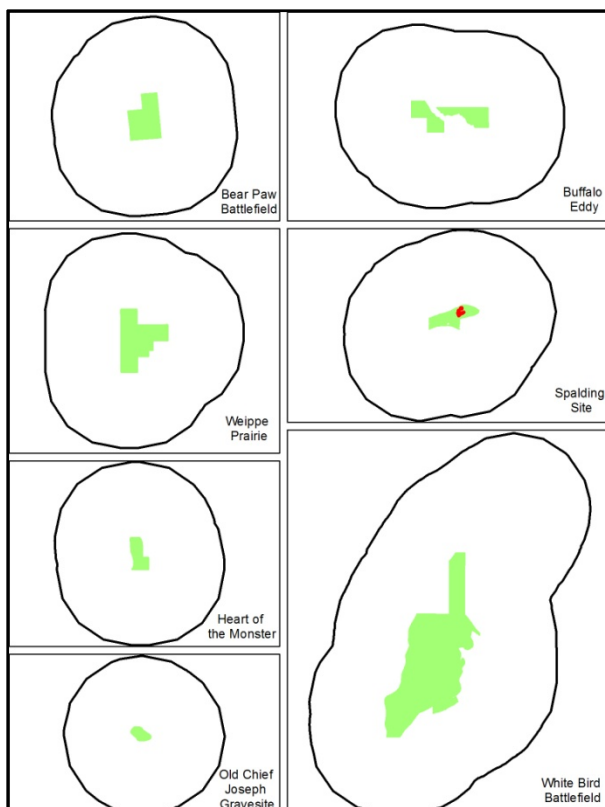 Bear Paw
Battlefield
Buffalo
Eddy
Weippe
Prairie
Spalding
Site
Heart of
the Monster
Old Chief
Joseph
Gravesite
White Bird
Battlefield